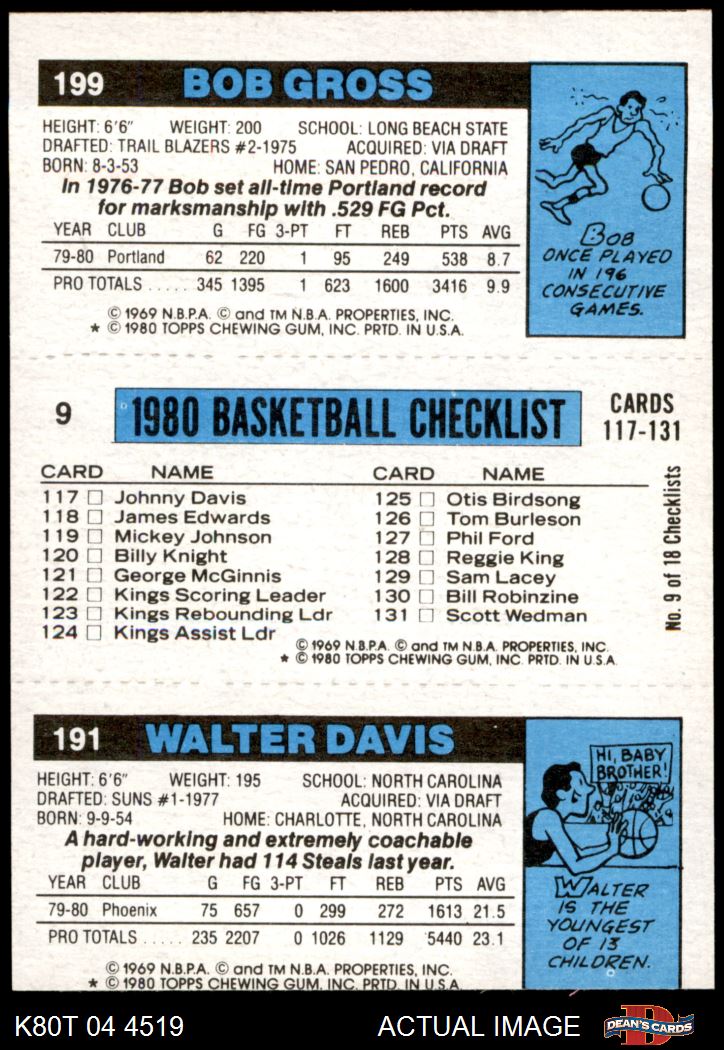 199 BOB GROSS
HEIGHT: 6'6" WEIGHT: 200 SCHOOL: LONG BEACH STATE
DRAFTED: TRAIL BLAZERS #2-1975 ACQUIRED: VIA DRAFT
BORN: 8-3-53 HOME: SAN PEDRO, CALIFORNIA
In 1976-77 Bob set all-time Portland record
for marksmanship with .529 FG Pct.
YEAR CLUB G FG 3-PT FT REB PTS AVG
79-80 Portland 62 220 1 95 249 538 8.7
PRO TOTALS ..... 345 1395 1 623 1600 3416 9.9
© 1969 N.B.P.A. © and TM N.B.A. PROPERTIES, INC.
* © 1980 TOPPS CHEWING GUM, INC. PRTD. IN U.S.A.
BOB
ONCE PLAYED
IN 196
CONSECUTIVE
GAMES.
9 1980 BASKETBALL CHECKLIST CARDS
117-131
CARD NAME
117 Johnny Davis
118 James Edwards
119 Mickey Johnson
120 Billy Knight
121 George McGinnis
122 Kings Scoring Leader
123 Kings Rebounding Ldr
124 Kings Assist Ldr
CARD NAME
125 Otis Birdsong
126 Tom Burleson
127 Phil Ford
128 Reggie King
129 Sam Lacey
130 Bill Robinzine
131 Scott Wedman
No. 9 of 18 Checklists
© 1969 N.B.P.A. © and TM N.B.A. PROPERTIES, INC.
* © 1980 TOPPS CHEWING GUM, INC. PRTD. IN U.S.A.
191 WALTER DAVIS
HEIGHT: 6'6" WEIGHT: 195 SCHOOL: NORTH CAROLINA
DRAFTED: SUNS #1-1977 ACQUIRED: VIA DRAFT
BORN: 9-9-54 HOME: CHARLOTTE, NORTH CAROLINA
A hard-working and extremely coachable
player, Walter had 114 Steals last year.
YEAR CLUB G FG 3-PT FT REB PTS AVG
79-80 Phoenix 75 657 0 299 272 1613 21.5
PRO TOTALS ..... 235 2207 0 1026 1129 5440 23.1
© 1969 N.B.P.A. © and TM N.B.A. PROPERTIES, INC.
* © 1980 TOPPS CHEWING GUM, INC. PRTD. IN U.S.A.
HI, BABY
BROTHER!
WALTER
IS THE
YOUNGEST
OF 13
CHILDREN.
K80T 04 4519 ACTUAL IMAGE D DEAN'S CARDS